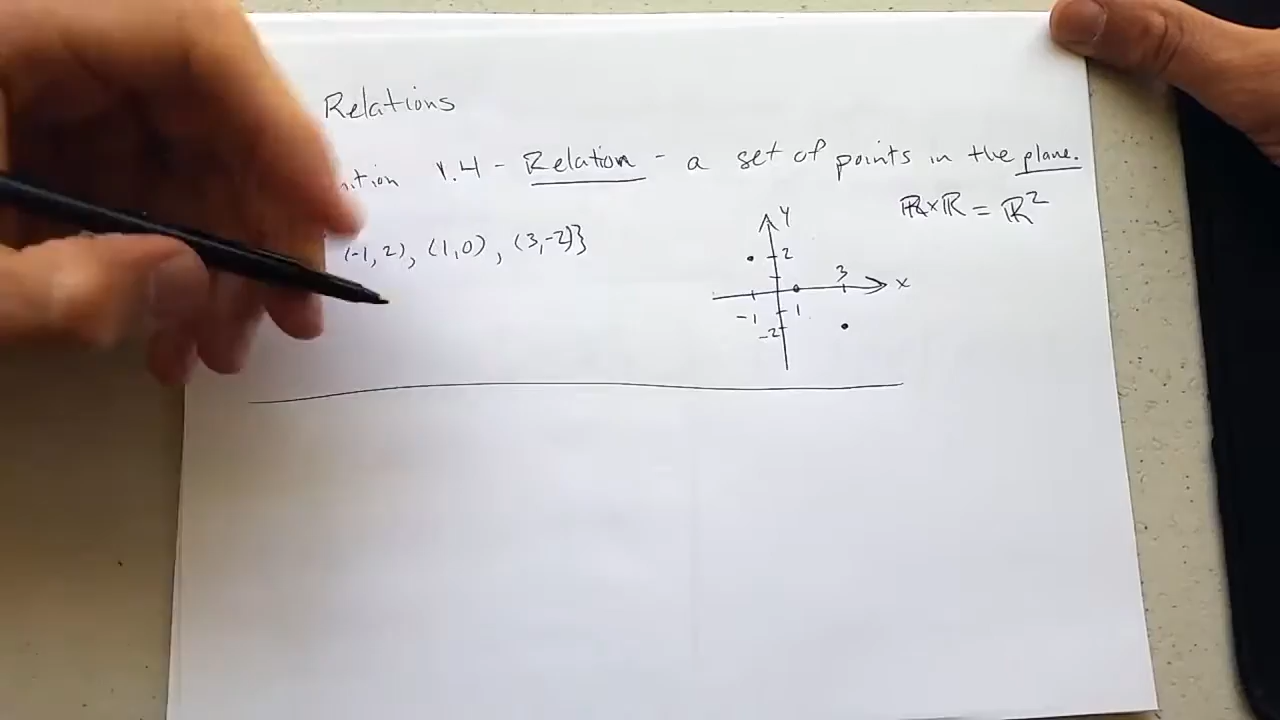 Relations
1.4 - Relation - a set of points in the plane.
ℝ×ℝ = ℝ²
(-1,2), (1,0), (3,-2)}
y
2
3
x
-1 1
-2